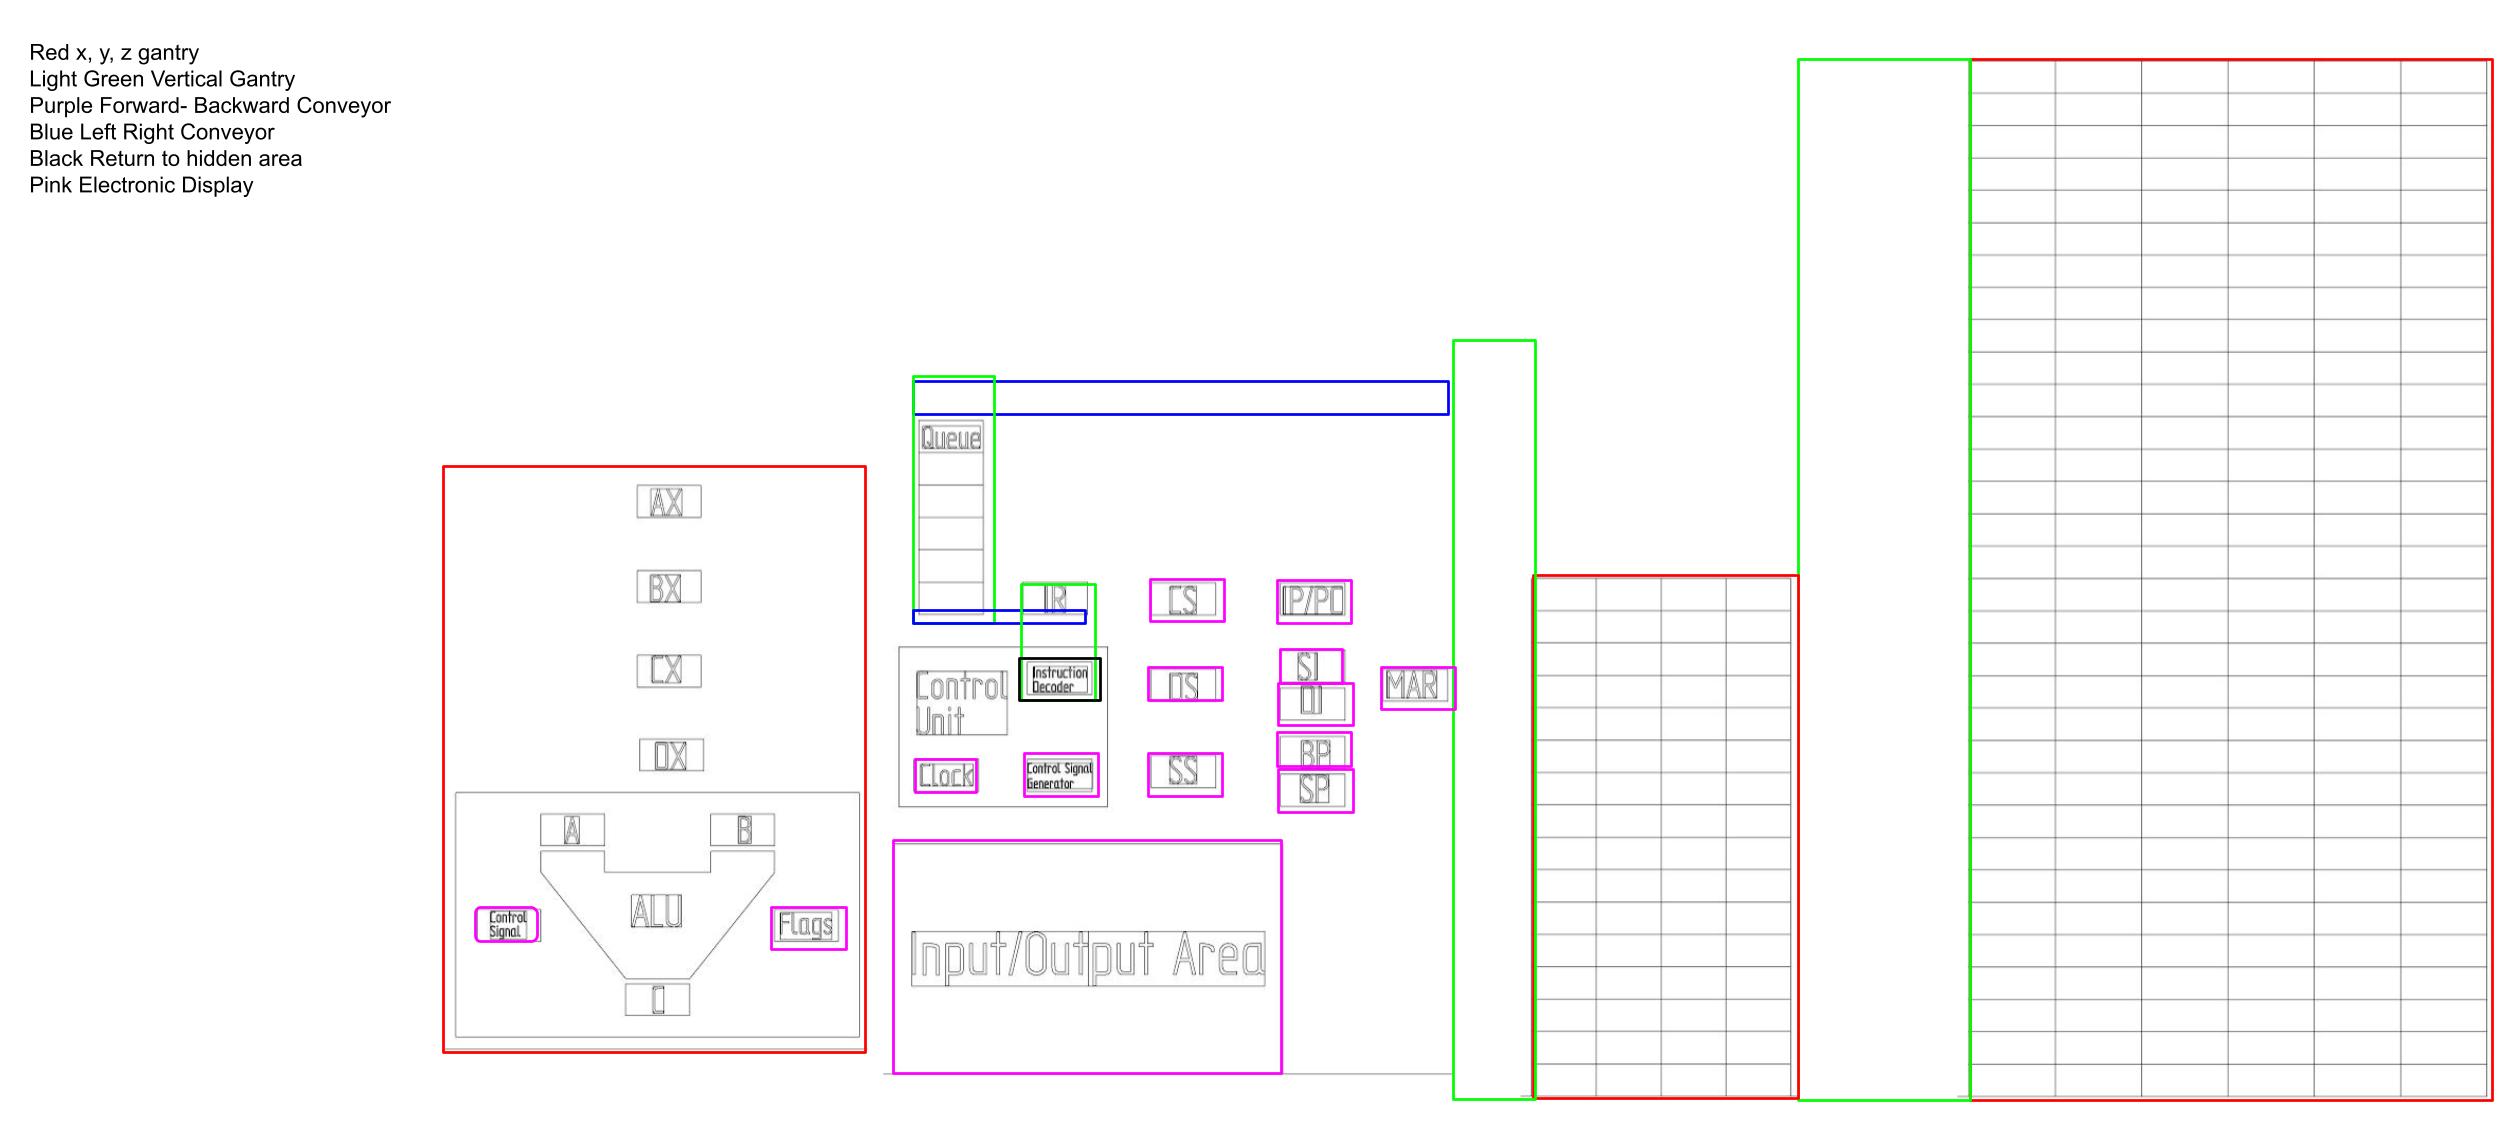 Red x, y, z gantry
Light Green Vertical Gantry
Purple Forward- Backward Conveyor
Blue Left Right Conveyor
Black Return to hidden area
Pink Electronic Display
Queue
AX
BX
IR
CS
IP/PC
CX
Control
Unit
Instruction
Decoder
DS
SI
DI
MAR
DX
Clock
Control Signal
Generator
SS
BP
SP
A
B
ALU
Control
Signal
Flags
C
Input/Output Area